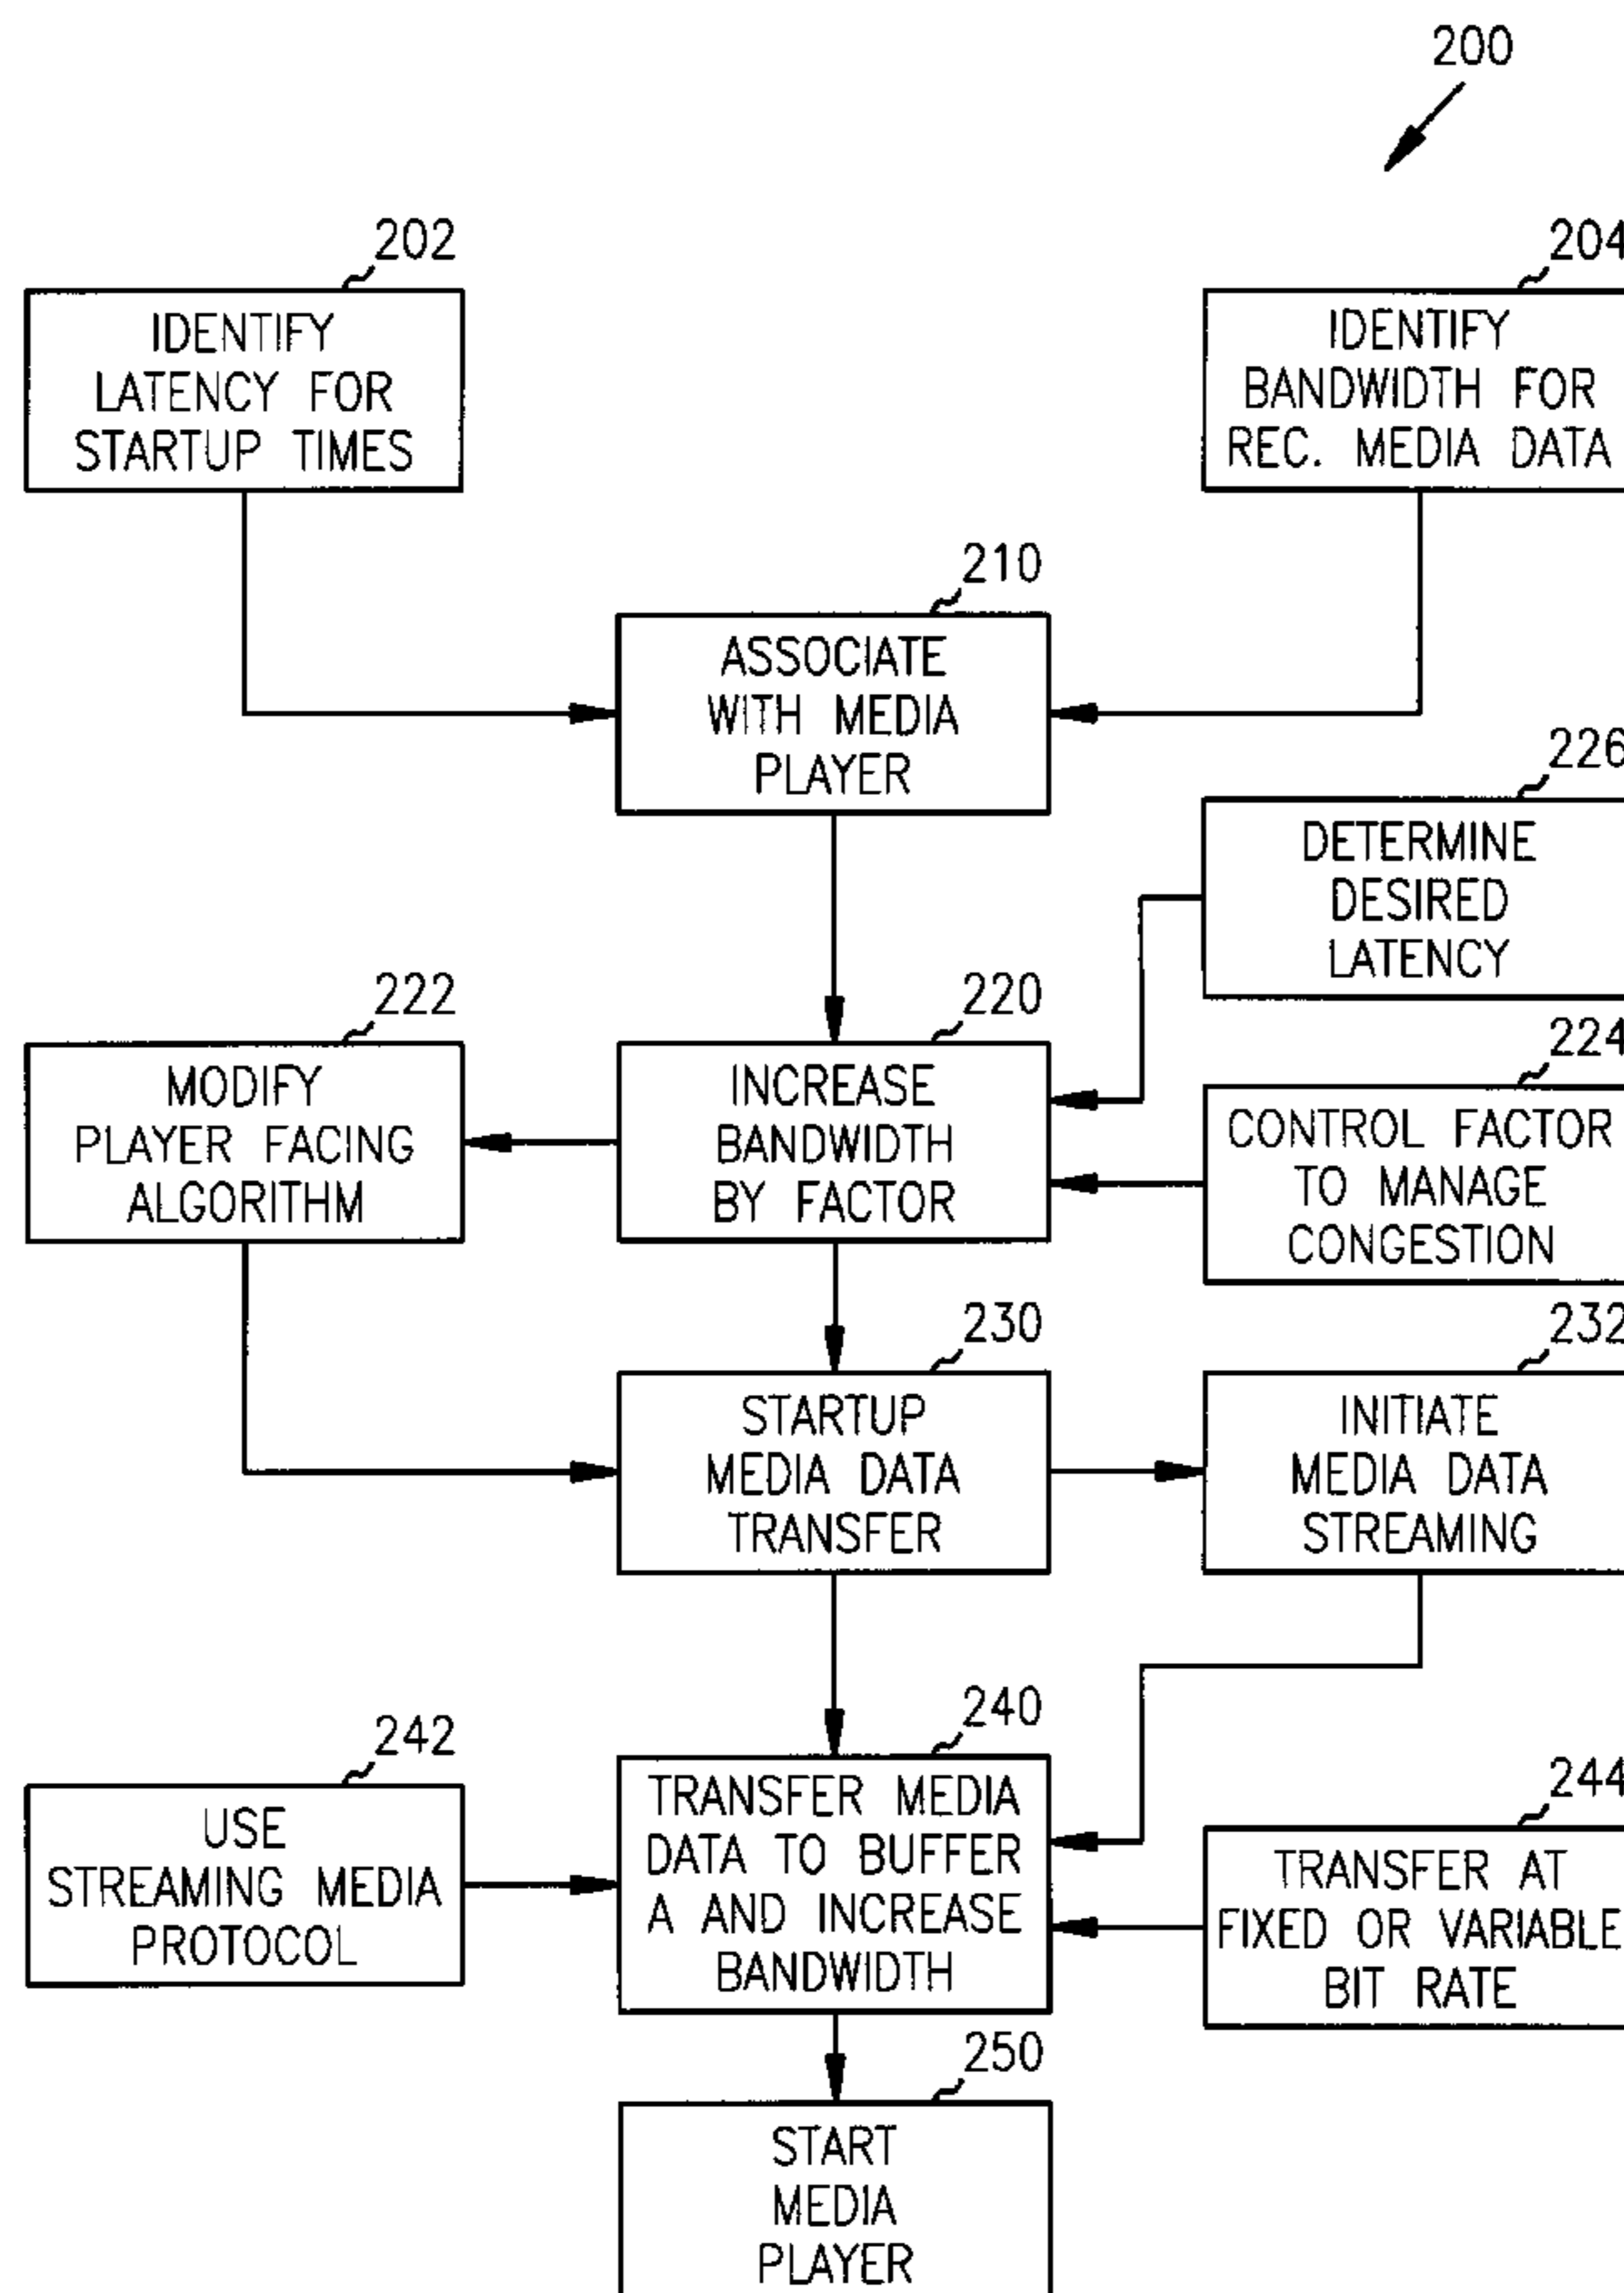 200
202
IDENTIFY
LATENCY FOR
STARTUP TIMES
204
IDENTIFY
BANDWIDTH FOR
REC. MEDIA DATA
210
ASSOCIATE
WITH MEDIA
PLAYER
226
DETERMINE
DESIRED
LATENCY
222
MODIFY
PLAYER FACING
ALGORITHM
220
INCREASE
BANDWIDTH
BY FACTOR
224
CONTROL FACTOR
TO MANAGE
CONGESTION
230
STARTUP
MEDIA DATA
TRANSFER
232
INITIATE
MEDIA DATA
STREAMING
242
USE
STREAMING MEDIA
PROTOCOL
240
TRANSFER MEDIA
DATA TO BUFFER
A AND INCREASE
BANDWIDTH
244
TRANSFER AT
FIXED OR VARIABLE
BIT RATE
250
START
MEDIA
PLAYER